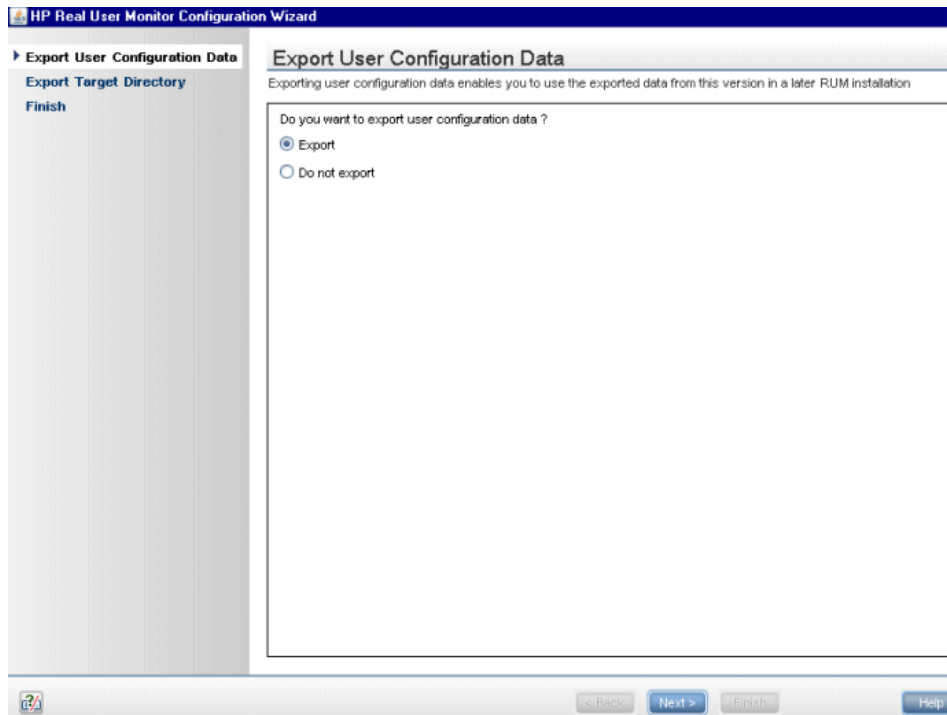 HP Real User Monitor Configuration Wizard
Export User Configuration Data
Export Target Directory
Finish
Export User Configuration Data
Exporting user configuration data enables you to use the exported data from this version in a later RUM installation
Do you want to export user configuration data ?
Export
Do not export
< Back
Next >
Finish
Help